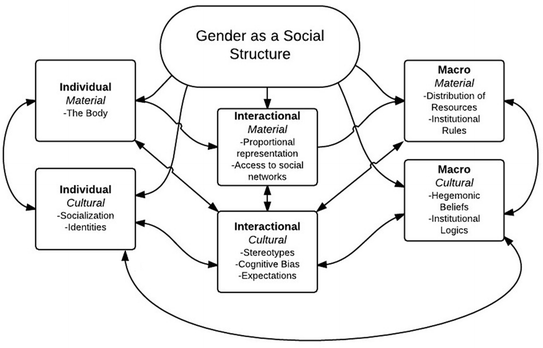 Gender as a Social
Structure
Individual
Material
-The Body
Individual
Cultural
-Socialization
-Identities
Interactional
Material
-Proportional
representation
-Access to social
networks
Interactional
Cultural
-Stereotypes
-Cognitive Bias
-Expectations
Macro
Material
-Distribution of
Resources
-Institutional
Rules
Macro
Cultural
-Hegemonic
Beliefs
-Institutional
Logics